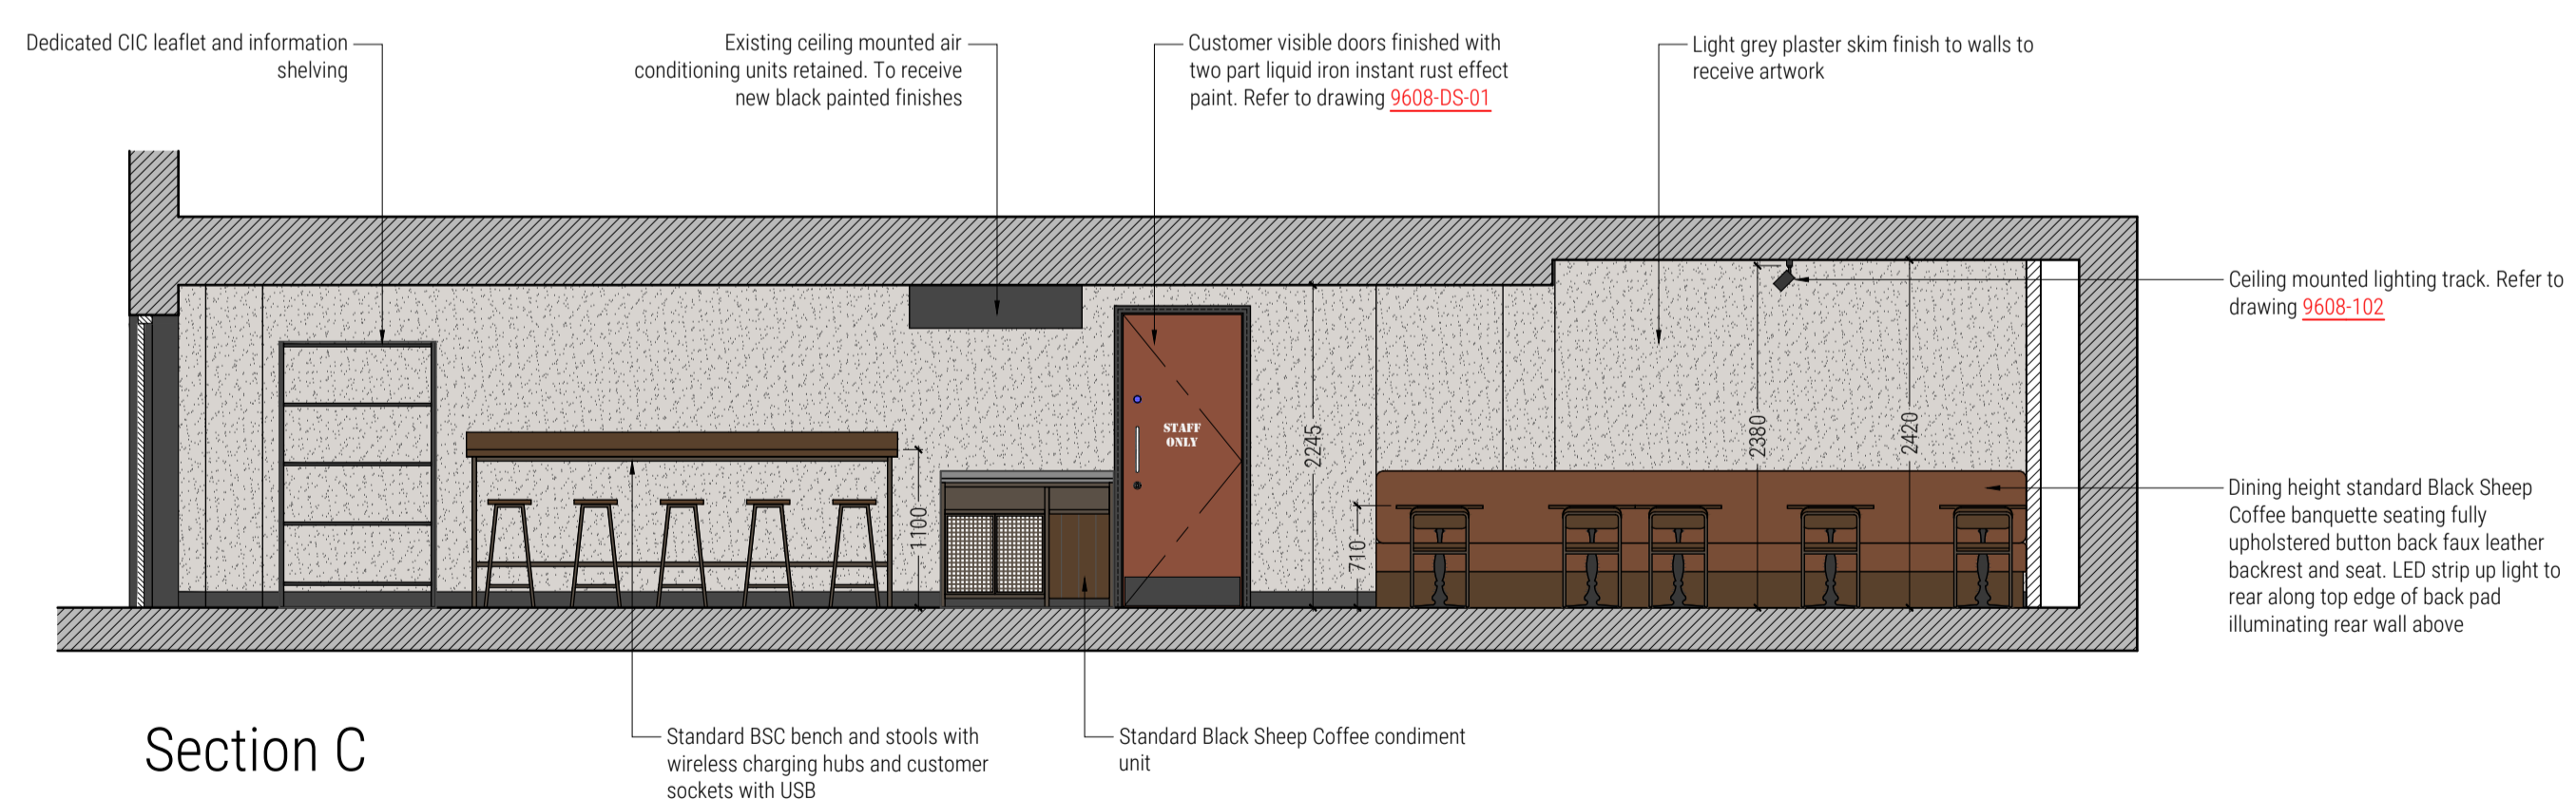 Dedicated CIC leaflet and information
shelving
Existing ceiling mounted air
conditioning units retained. To receive
new black painted finishes
Customer visible doors finished with
two part liquid iron instant rust effect
paint. Refer to drawing 9608-DS-01
Light grey plaster skim finish to walls to
receive artwork
Ceiling mounted lighting track. Refer to
drawing 9608-102
STAFF
ONLY
2245
2380
2420
1100
710
Dining height standard Black Sheep
Coffee banquette seating fully
upholstered button back faux leather
backrest and seat. LED strip up light to
rear along top edge of back pad
illuminating rear wall above
Section C
Standard BSC bench and stools with
wireless charging hubs and customer
sockets with USB
Standard Black Sheep Coffee condiment
unit